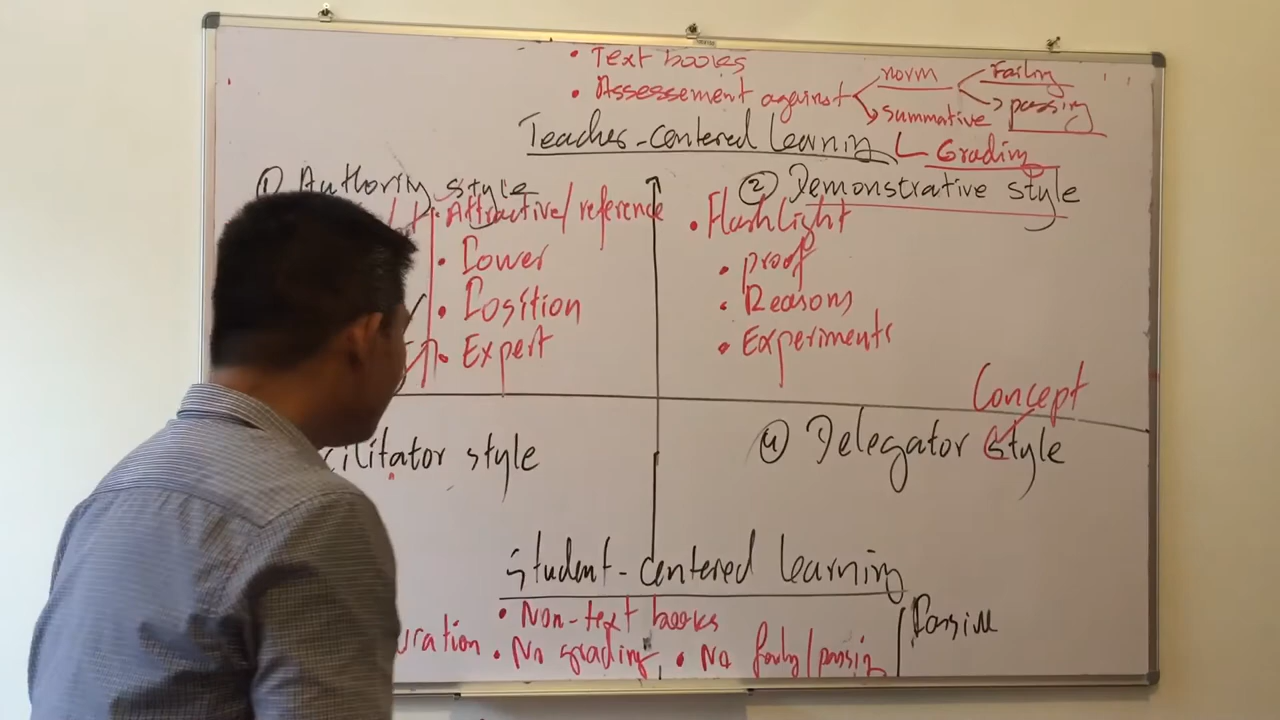 • Text books
• Assessement against norm Failing
summative passing
Teacher-centered learning Grading
① Authority style
② Demonstrative style
• Attractive/reference
• Flashlight
• Power
• proof
• Position
• Reasons
• Expert
• Experiments
Concept
cilitator style
④ Delegator style
Student-centered learning
• Non-text books
uration • No grading, • No